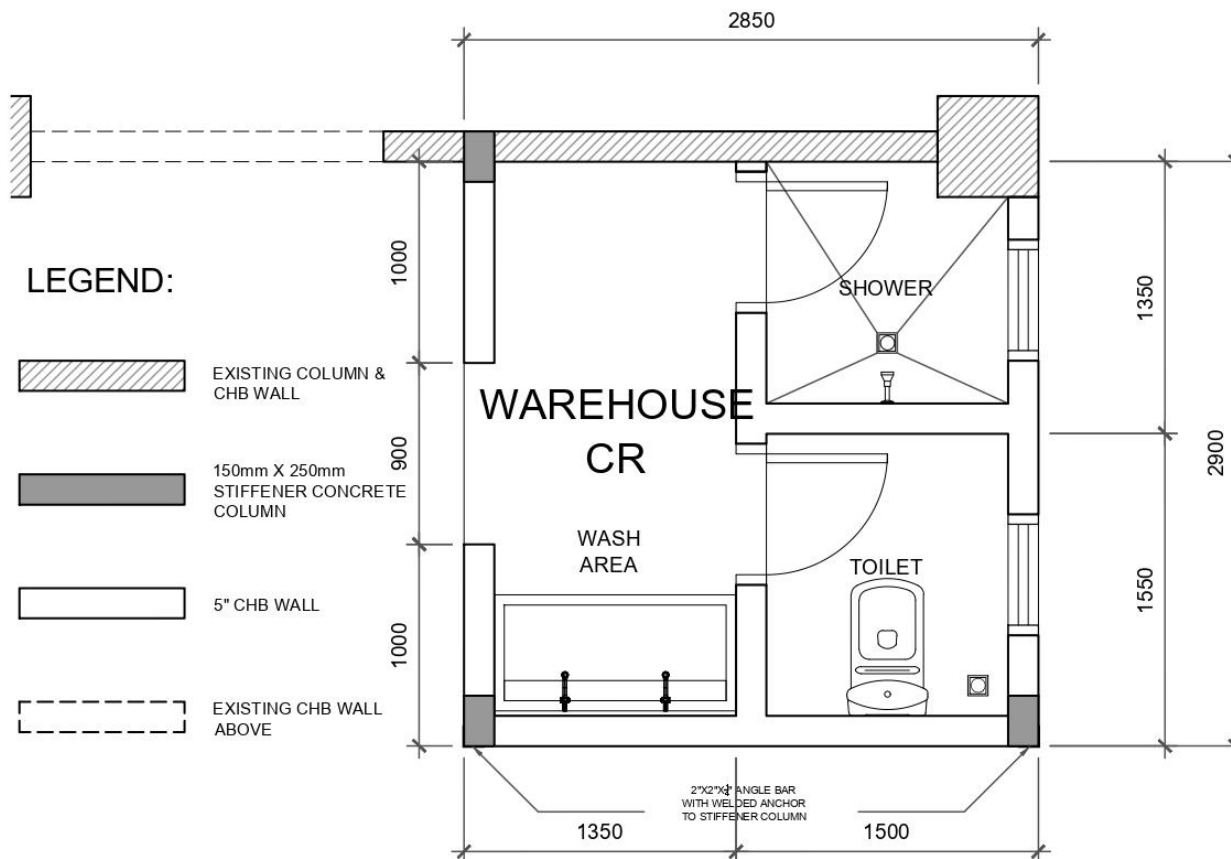 2850
LEGEND:
EXISTING COLUMN &
CHB WALL
150mm X 250mm
STIFFENER CONCRETE
COLUMN
5" CHB WALL
EXISTING CHB WALL
ABOVE
1000
900
1000
SHOWER
WAREHOUSE
CR
WASH
AREA
TOILET
1350
1550
2900
ANGLE BAR
WITH WELDED ANCHOR
TO STIFFENER COLUMN
1350
1500